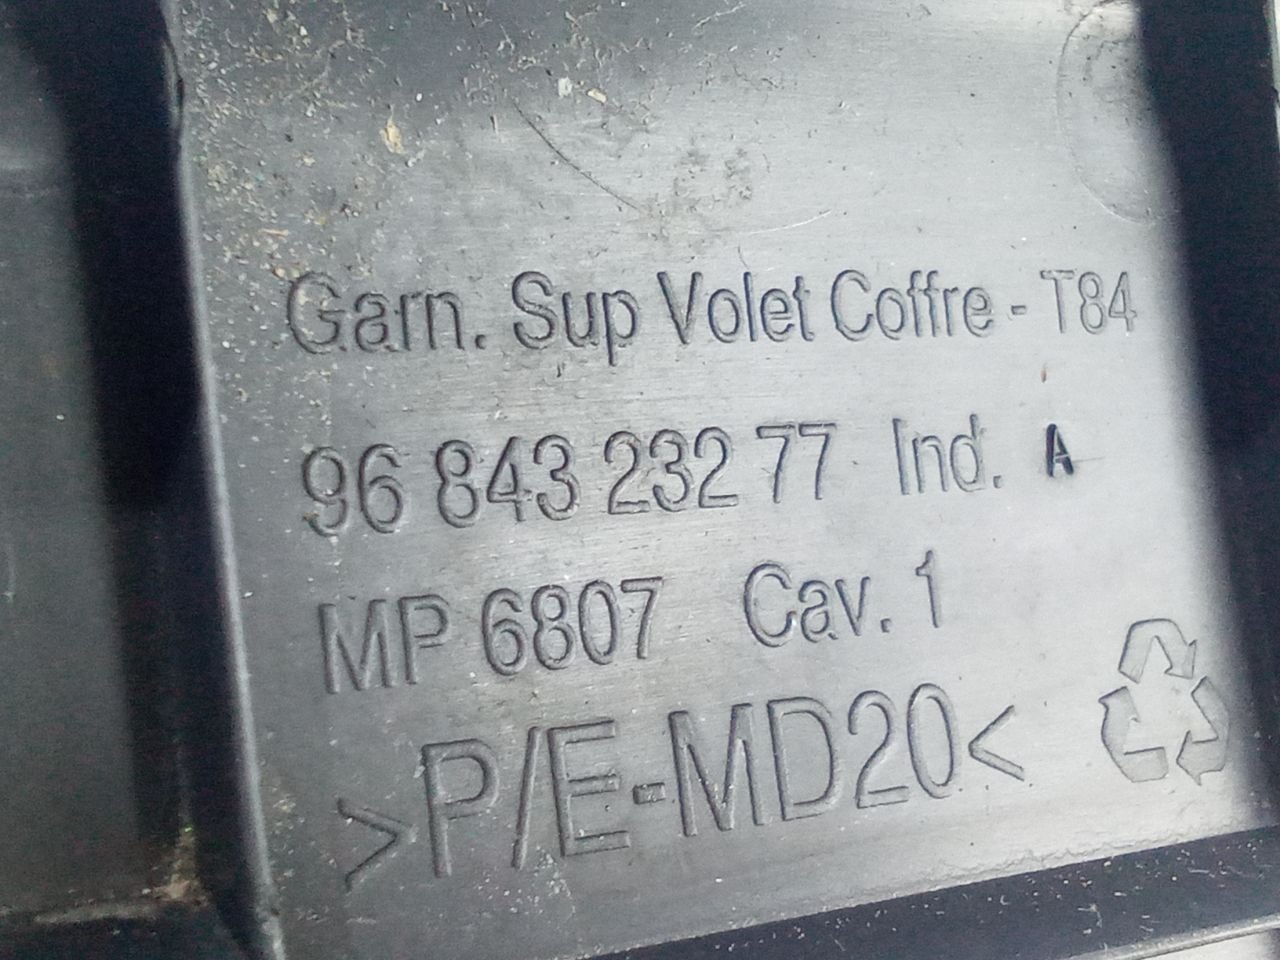 Garn. Sup Volet Coffre - T84
96 843 232 77 Ind. A
MP 6807 Cav. 1
>P/E-MD20<